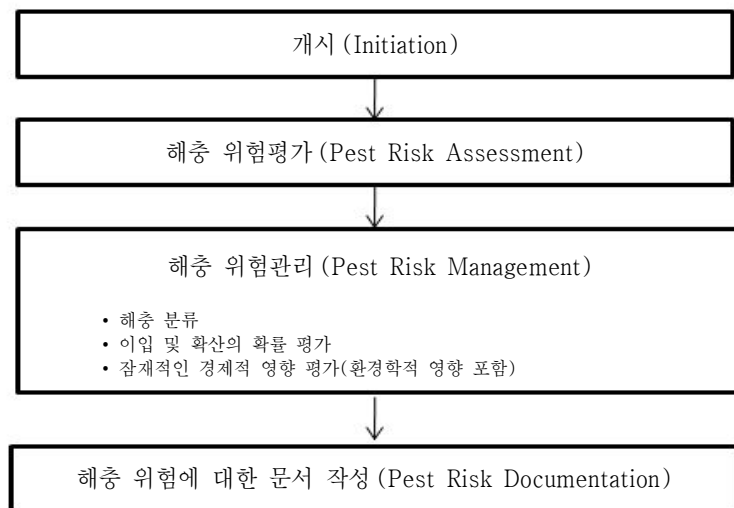 개시 (Initiation)
해충 위험평가 (Pest Risk Assessment)
해충 위험관리 (Pest Risk Management)
• 해충 분류
• 이입 및 확산의 확률 평가
• 잠재적인 경제적 영향 평가(환경학적 영향 포함)
해충 위험에 대한 문서 작성 (Pest Risk Documentation)